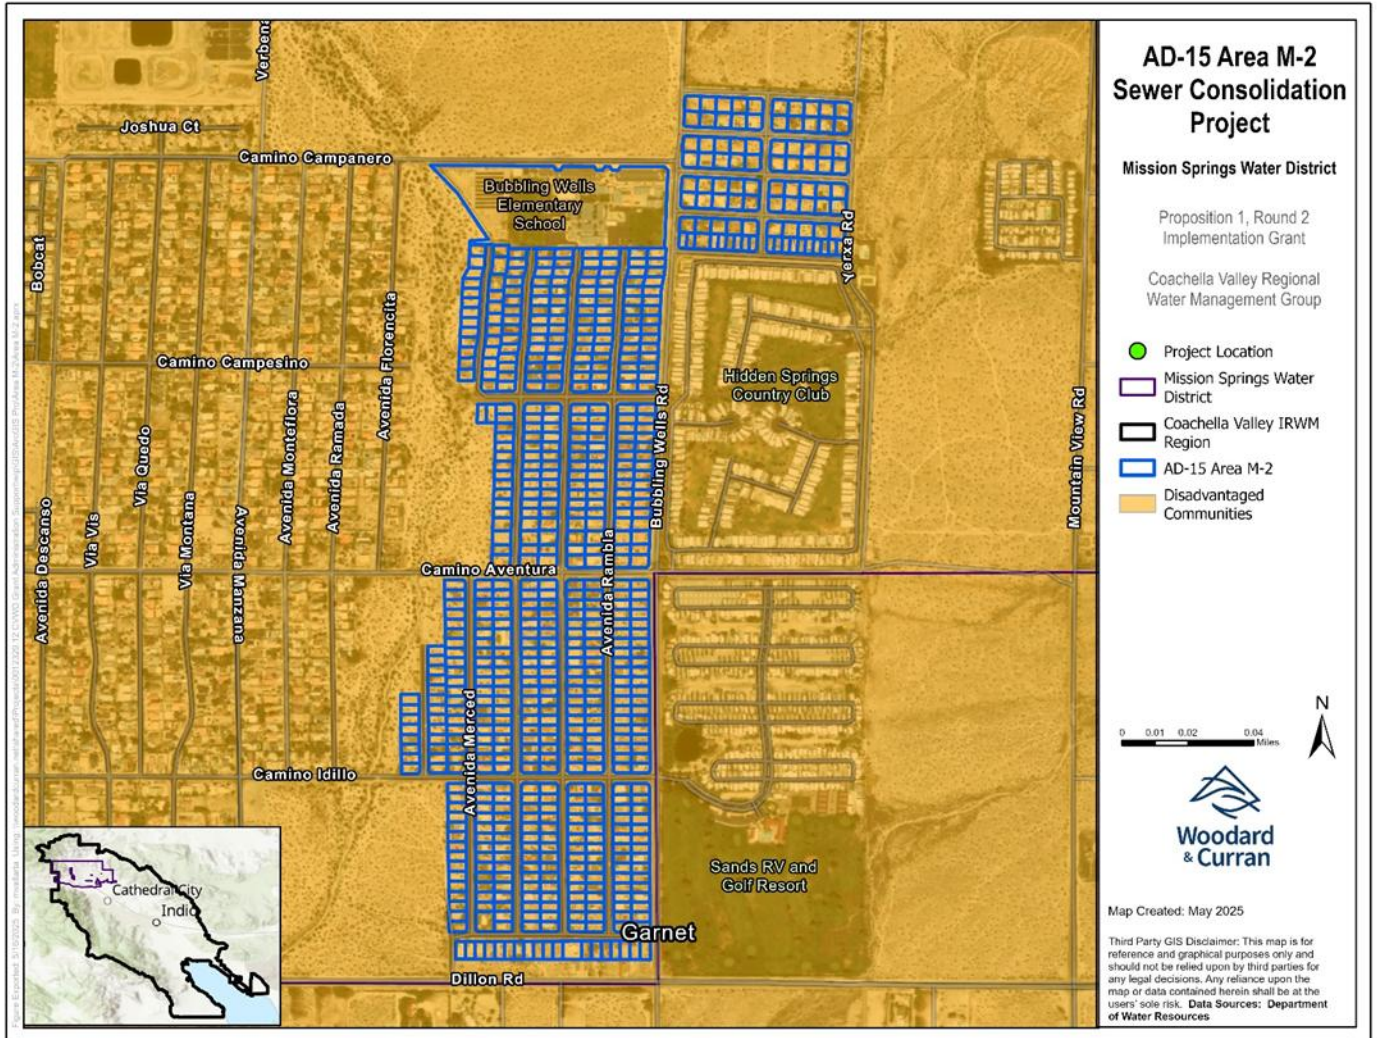 Verbena
Joshua Ct
Camino Campanero
Bubbling Wells
Elementary
School
Bobcat
Yerxa Rd
Avenida Florencita
Camino Campesino
Hidden Springs
Country Club
Avenida Monteflora
Avenida Ramada
Via Quedo
Bubbling Wells Rd
Mountain View Rd
Avenida Descanso
Via Vis
Via Montana
Avenida Manzana
Camino Aventura
Avenida Rambla
Avenida Merced
Camino Idillo
Sands RV and
Golf Resort
Garnet
Dillon Rd
Cathedral City
Indio
AD-15 Area M-2
Sewer Consolidation
Project
Mission Springs Water District
Proposition 1, Round 2
Implementation Grant
Coachella Valley Regional
Water Management Group
Project Location
Mission Springs Water
District
Coachella Valley IRWM
Region
AD-15 Area M-2
Disadvantaged
Communities
N
0 0.01 0.02 0.04
Miles
Woodard
& Curran
Map Created: May 2025
Third Party GIS Disclaimer: This map is for
reference and graphical purposes only and
should not be relied upon by third parties for
any legal decisions. Any reliance upon the
map or data contained herein shall be at the
users' sole risk. Data Sources: Department
of Water Resources